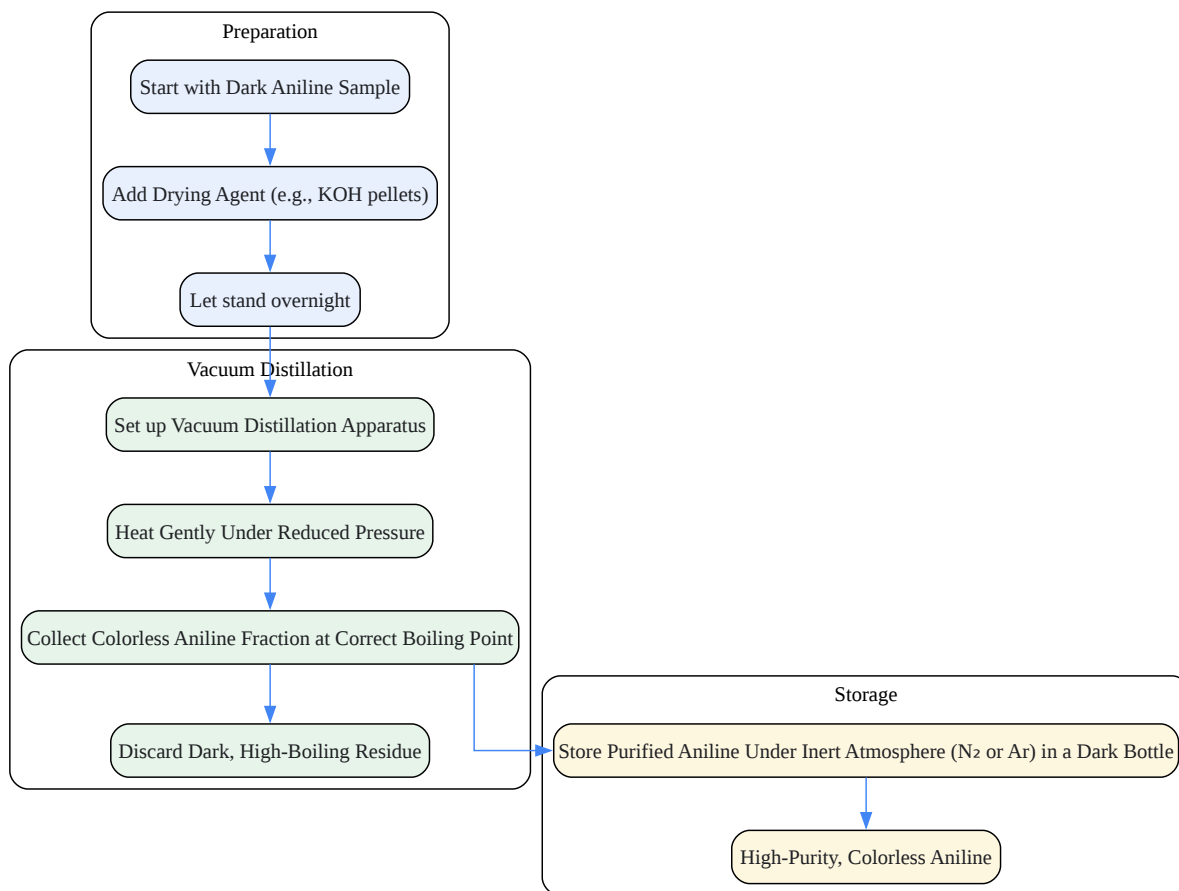 Preparation
Start with Dark Aniline Sample
Add Drying Agent (e.g., KOH pellets)
Let stand overnight
Vacuum Distillation
Set up Vacuum Distillation Apparatus
Heat Gently Under Reduced Pressure
Collect Colorless Aniline Fraction at Correct Boiling Point
Discard Dark, High-Boiling Residue
Storage
Store Purified Aniline Under Inert Atmosphere (N₂ or Ar) in a Dark Bottle
High-Purity, Colorless Aniline